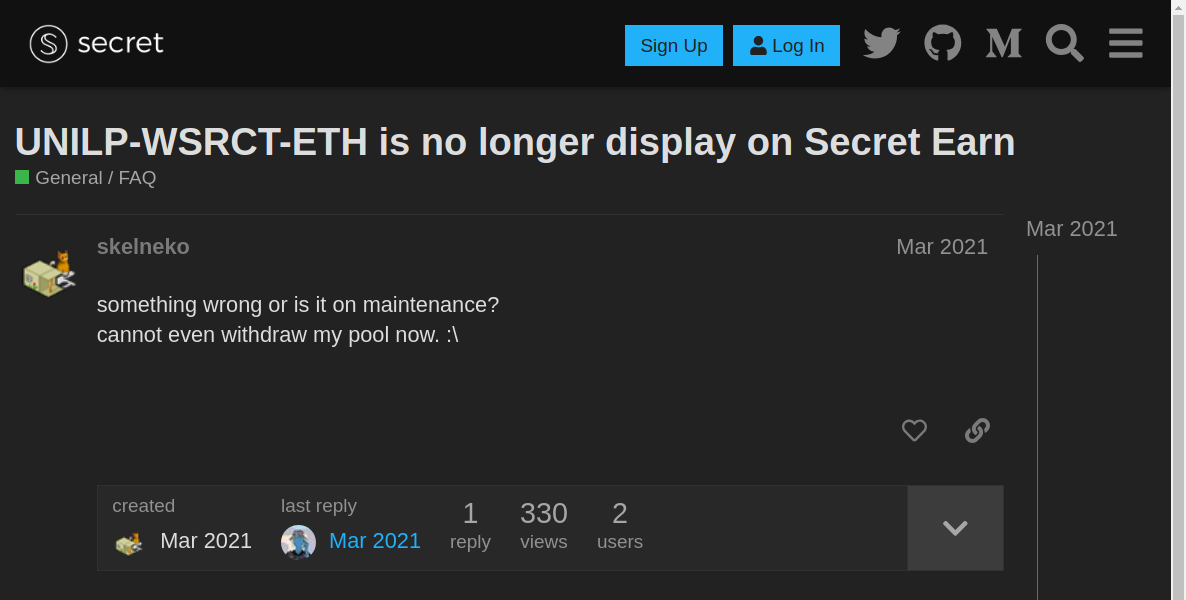 secret
Sign Up
Log In
UNILP-WSRCT-ETH is no longer display on Secret Earn
General / FAQ
Mar 2021
skelneko
Mar 2021
something wrong or is it on maintenance?
cannot even withdraw my pool now. :\
created
Mar 2021
last reply
Mar 2021
1
reply
330
views
2
users